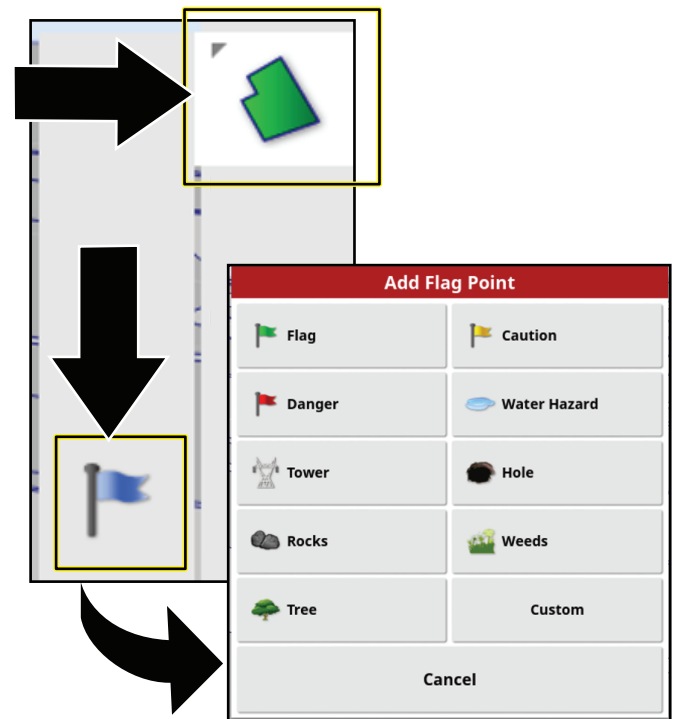 Add Flag Point
Flag
Caution
Danger
Water Hazard
Tower
Hole
Rocks
Weeds
Tree
Custom
Cancel